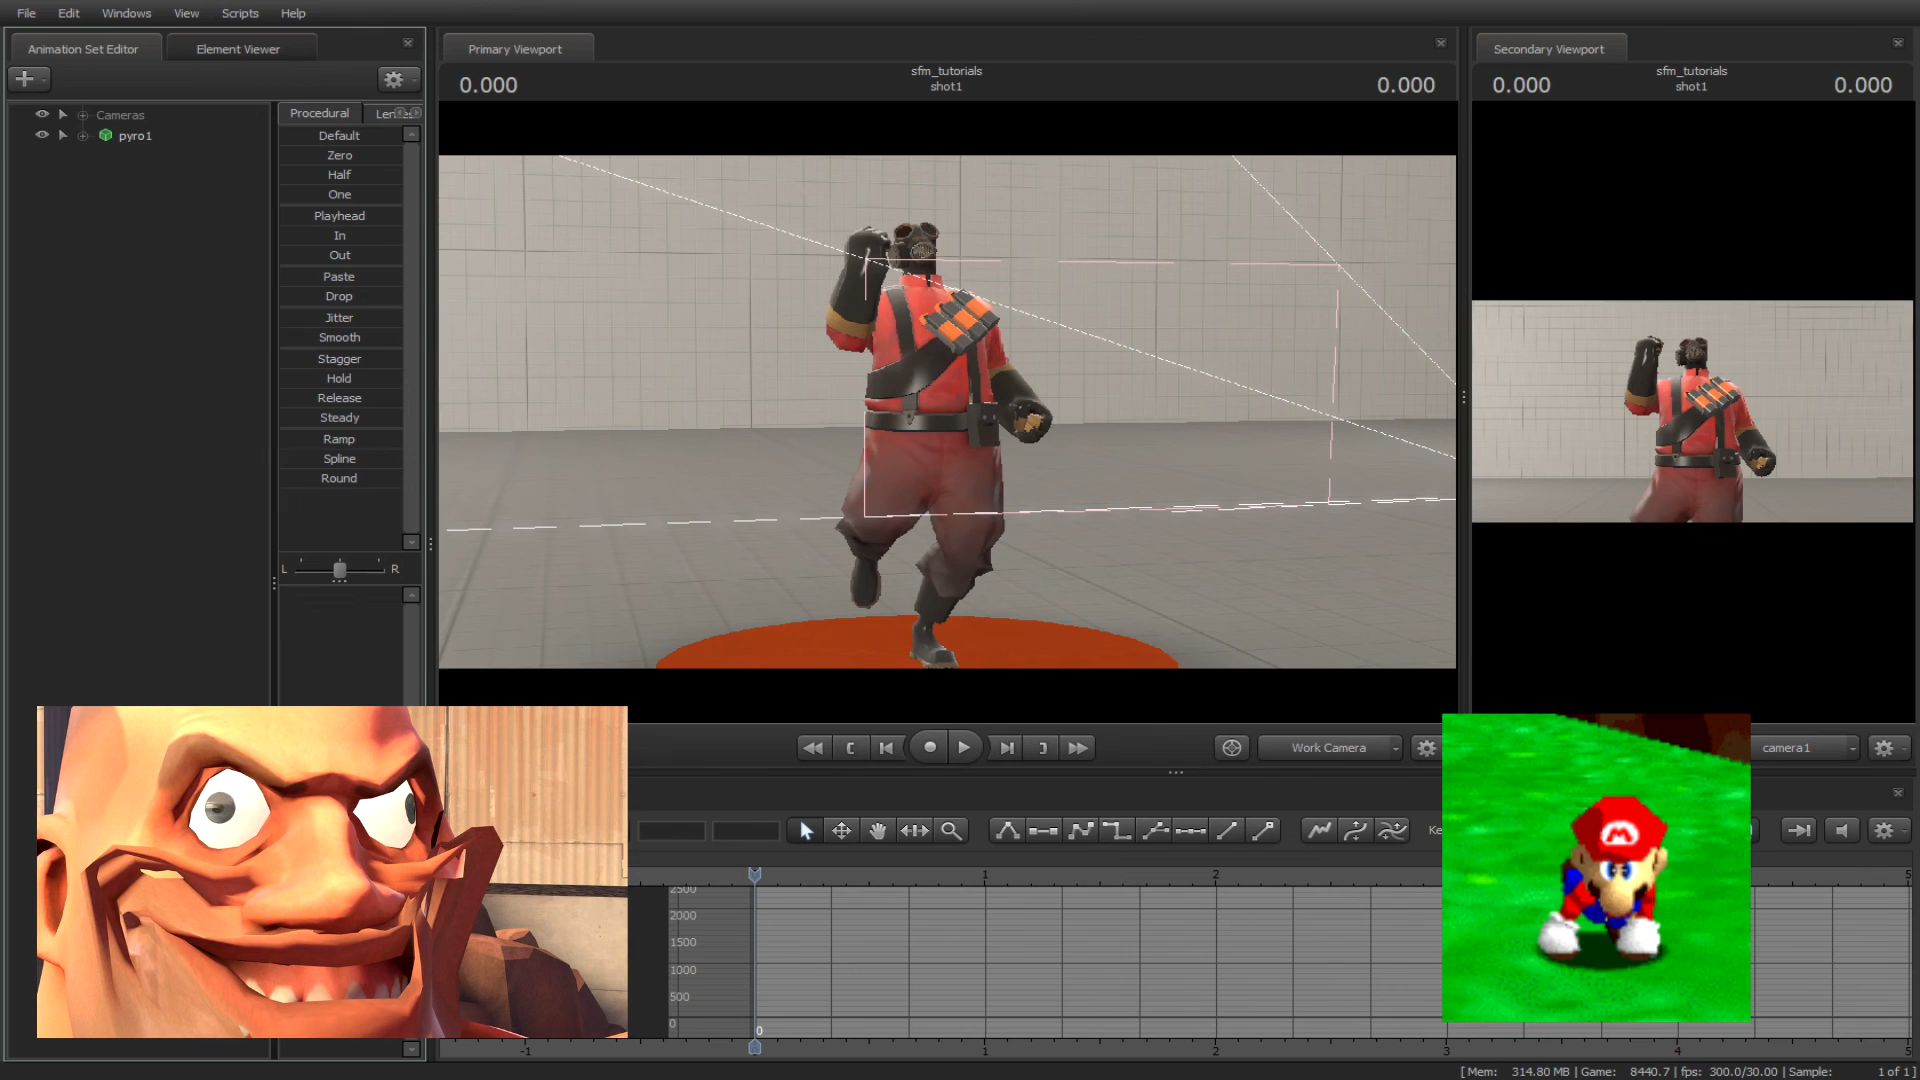 File Edit Windows View Scripts Help
Animation Set Editor Element Viewer
Primary Viewport
Secondary Viewport
0.000 sfm_tutorials 0.000
shot1
0.000 sfm_tutorials 0.000
shot1
Cameras
pyro1
Procedural
Default
Zero
Half
One
Playhead
In
Out
Paste
Drop
Jitter
Smooth
Stagger
Hold
Release
Steady
Ramp
Spline
Round
L R
Work Camera
camera1
M
1 2 5
2500
2000
1500
1000
500
0
0
-1 1 2 3 4 5
[ Mem: 314.80 MB | Game: 8440.7 | fps: 300.0/30.00 | Sample: 1 of 1 ]